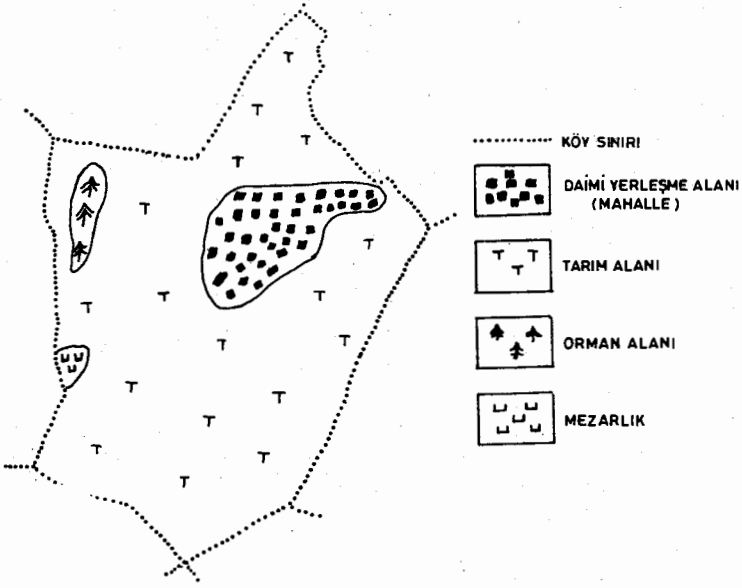 KÖY SINIRI
DAİMİ YERLEŞME ALANI
(MAHALLE)
TARIM ALANI
ORMAN ALANI
MEZARLIK